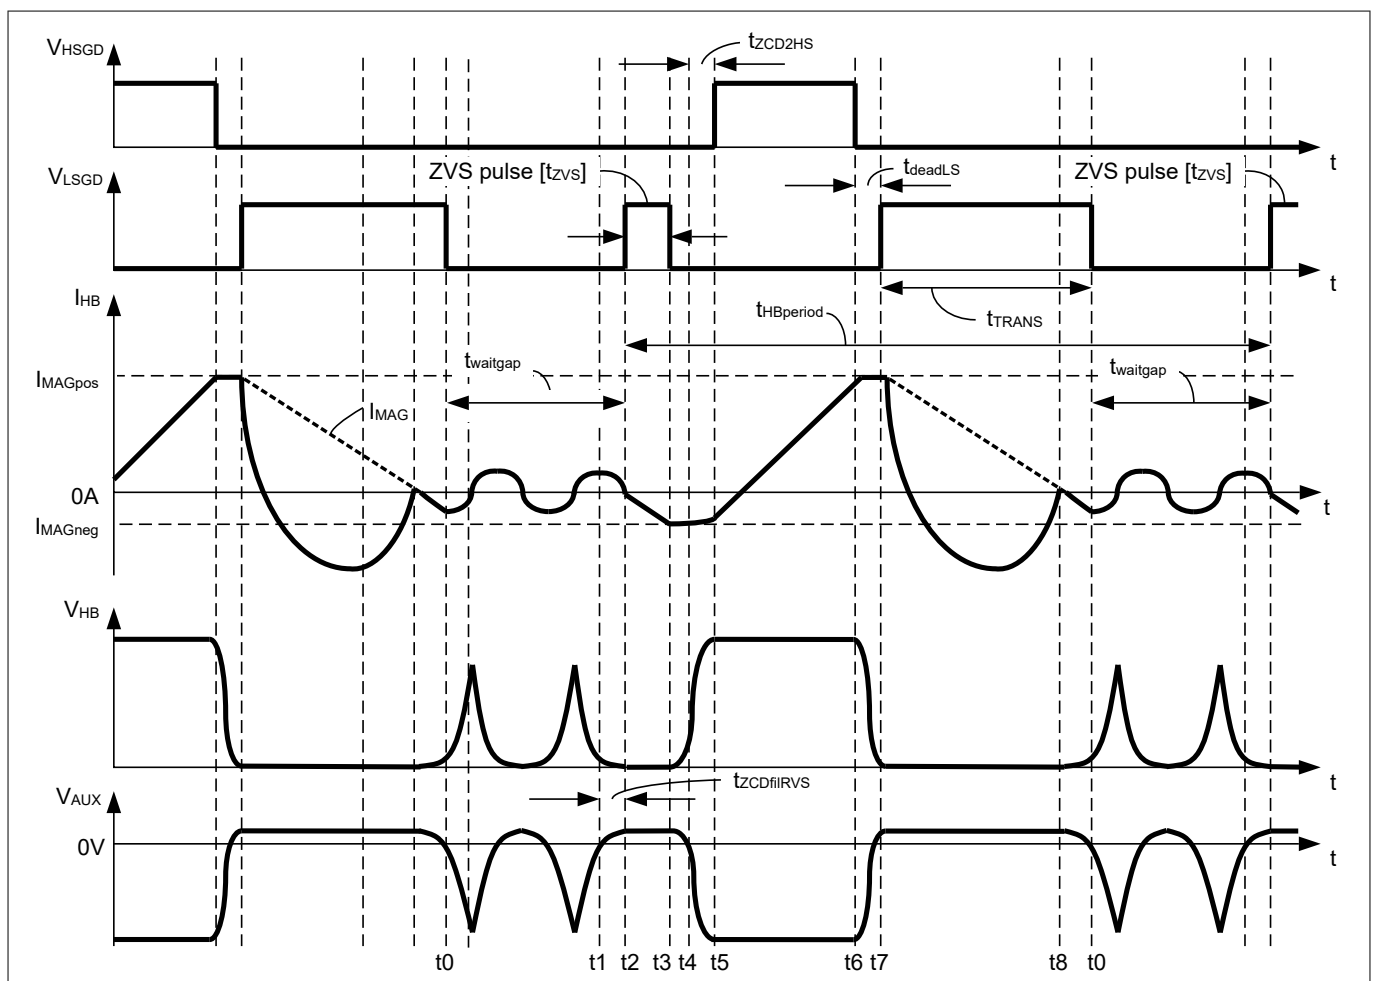 VHSGD
tZCD2HS
t
VLSGD
ZVS pulse [tZVS]
tdeadLS
ZVS pulse [tZVS]
t
IHB
tHBperiod
tTRANS
twaitgap
twaitgap
IMAGpos
IMAG
0A
t
IMAGneg
VHB
t
VAUX
tZCDfilRVS
0V
t
t0 t1 t2 t3 t4 t5 t6 t7 t8 t0